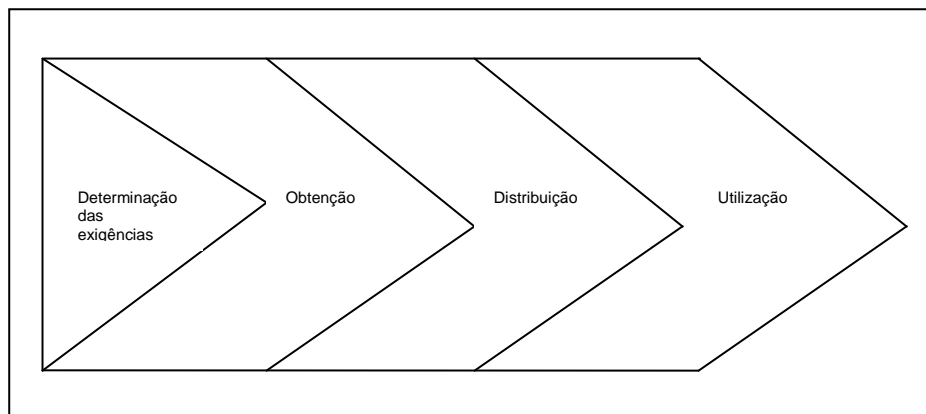 Determinação
das
exigências
Obtenção
Distribuição
Utilização